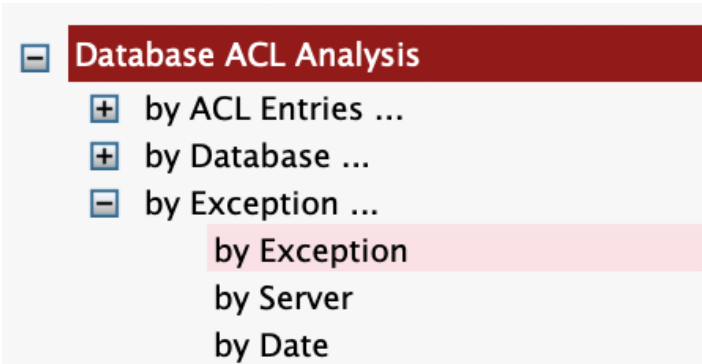 Database ACL Analysis
by ACL Entries ...
by Database ...
by Exception ...
by Exception
by Server
by Date